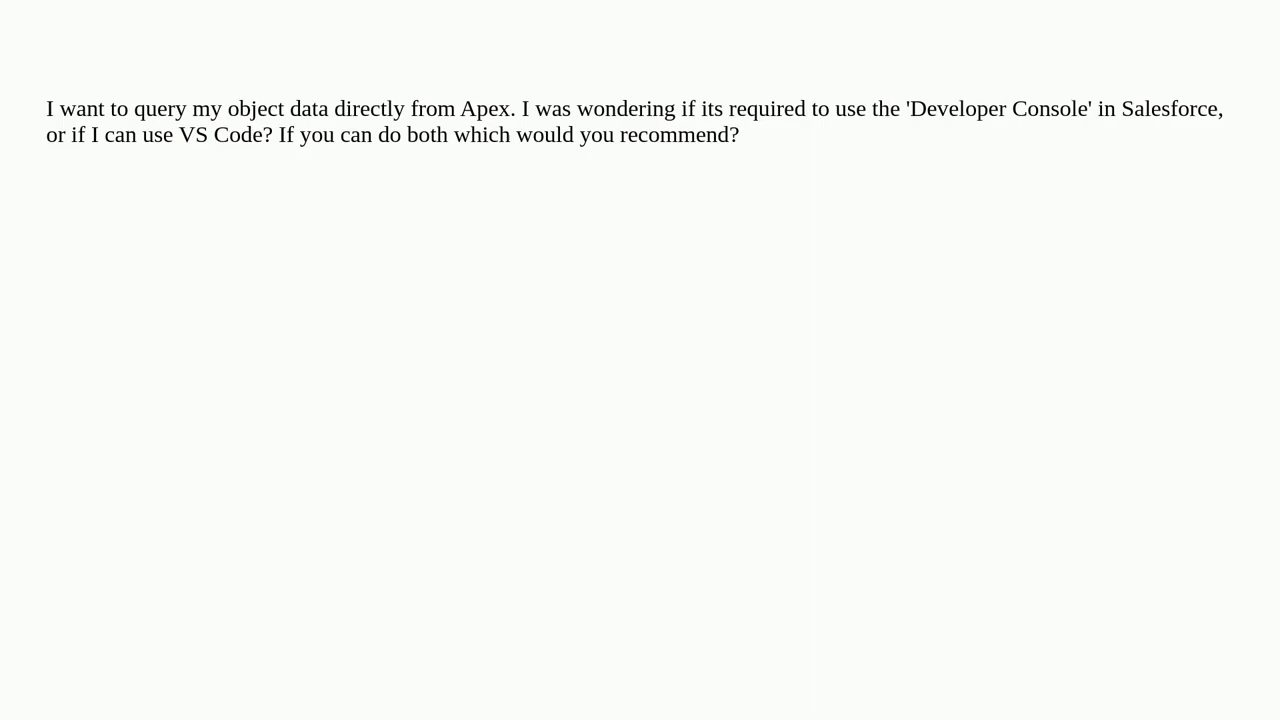 I want to query my object data directly from Apex. I was wondering if its required to use the 'Developer Console' in Salesforce,
or if I can use VS Code? If you can do both which would you recommend?